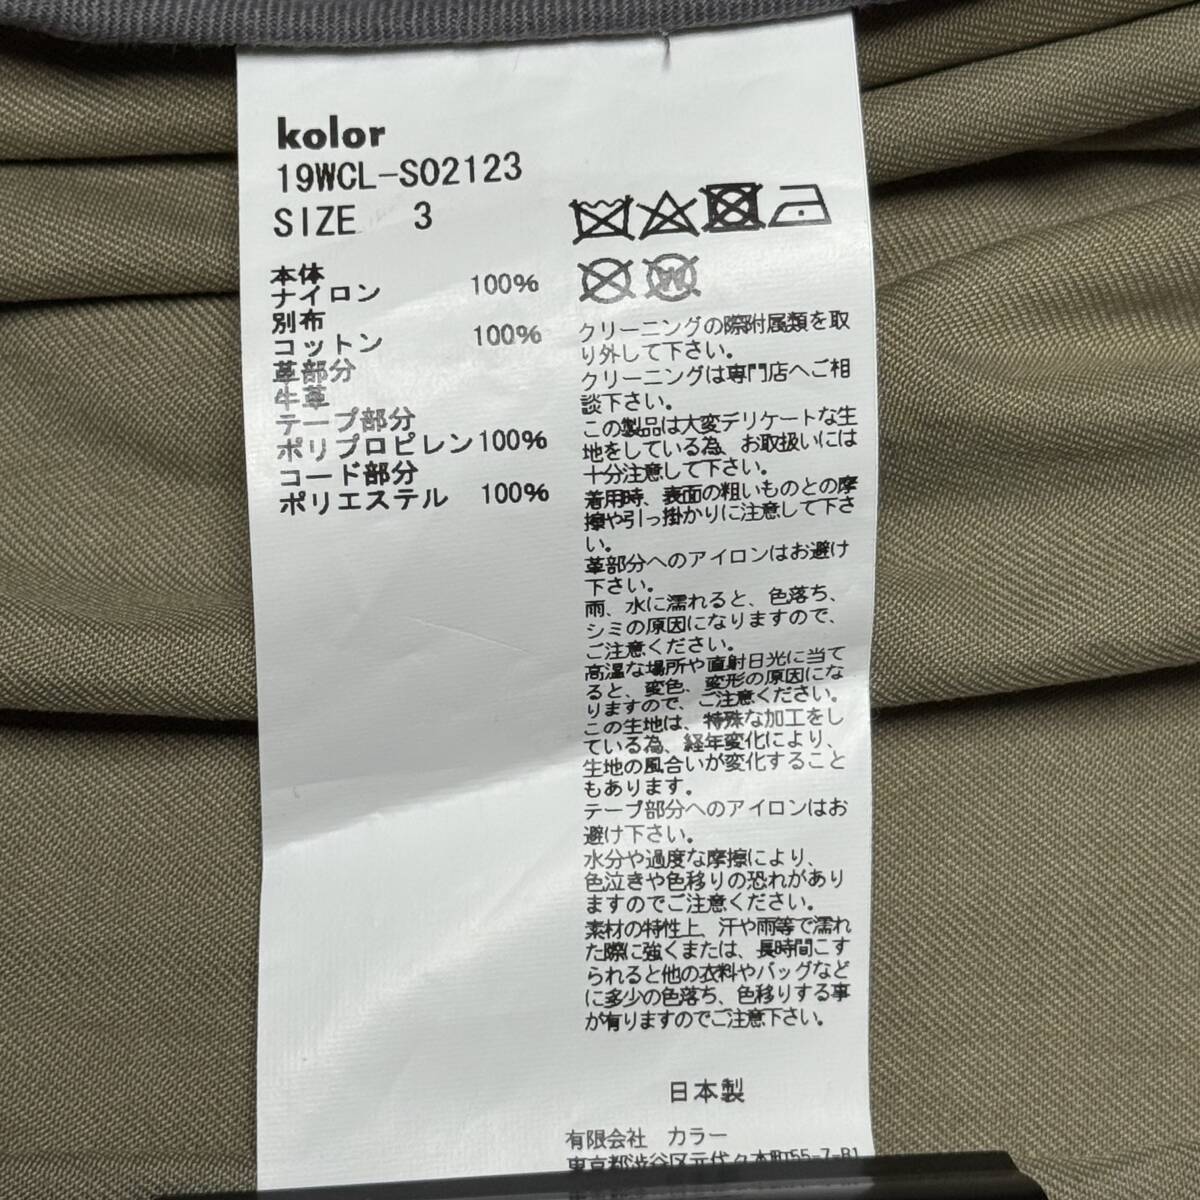 kolor
19WCL-S02123
SIZE 3
本体
ナイロン 100%
別布
コットン 100%
革部分
牛革
テープ部分
ポリプロピレン100%
コード部分
ポリエステル 100%
W
クリーニングの際附属類を取
り外して下さい。
クリーニングは専門店へご相
談下さい。
この製品は大変デリケートな生
地をしている為、お取扱いには
十分注意して下さい。
着用時、表面の粗いものとの摩
擦や引っ掛かりに注意して下さ
い。
革部分へのアイロンはお避け
下さい。
雨、水に濡れると、色落ち、
シミの原因になりますので、
ご注意ください。
高温な場所や直射日光に当て
ると、変色、変形の原因にな
りますので、ご注意ください。
この生地は、特殊な加工をし
ている為、経年変化により、
生地の風合いが変化すること
もあります。
テープ部分へのアイロンはお
避け下さい。
水分や過度な摩擦により、
色泣きや色移りの恐れがあり
ますのでご注意ください。
素材の特性上、汗や雨等で濡れ
た際に強くまたは、長時間こす
られると他の衣料やバッグなど
に多少の色落ち、色移りする事
が有りますのでご注意下さい。
日本製
有限会社 カラー
東京都渋谷区元代々木町55-7-B1